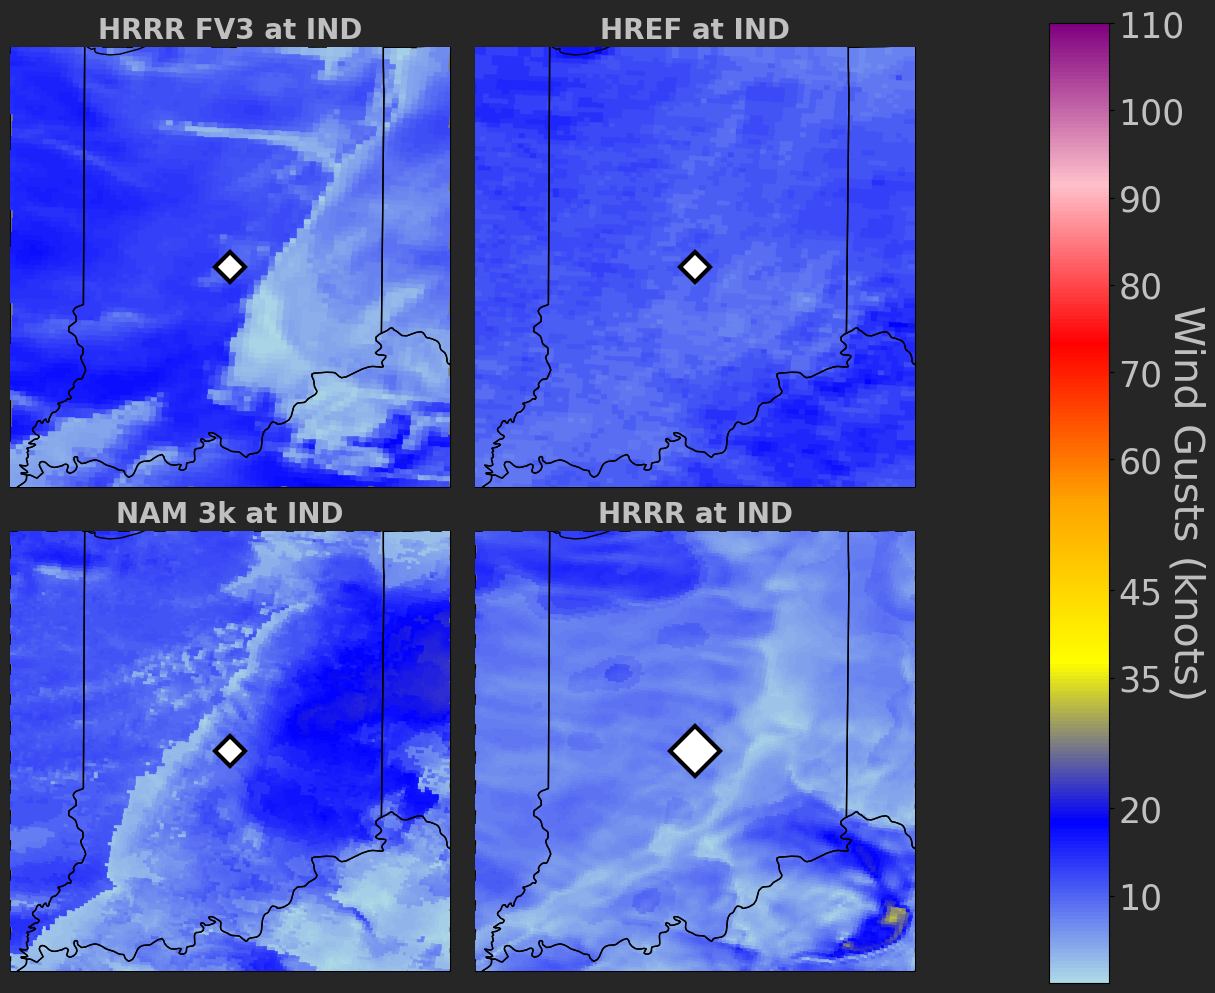 HRRR FV3 at IND
HREF at IND
NAM 3k at IND
HRRR at IND
110
100
90
80
70
60
45
35
20
10
Wind Gusts (knots)